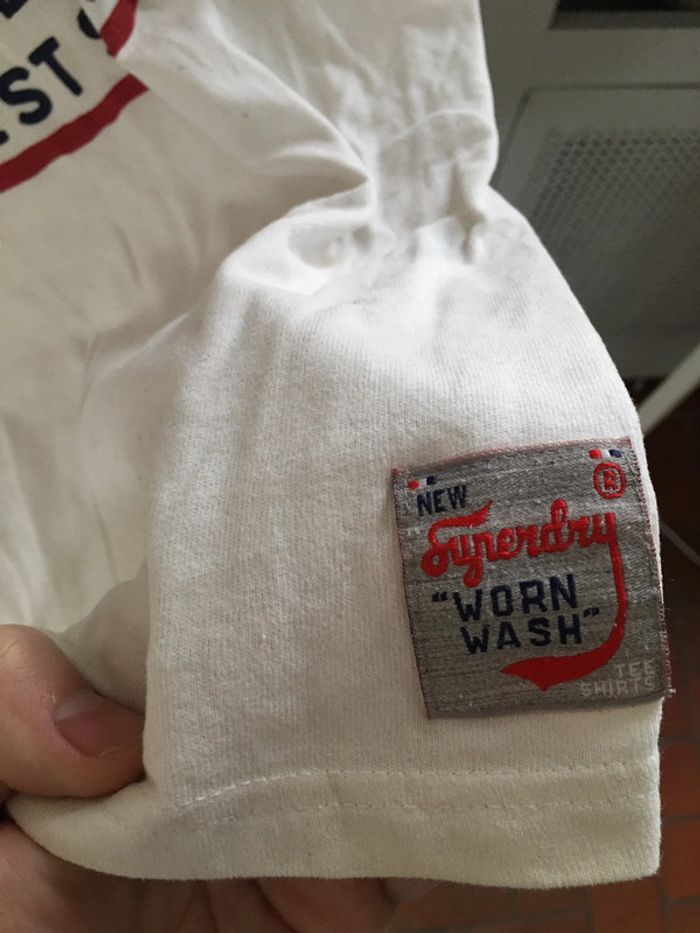 EST
NEW
Superdry®
"WORN
WASH"
TEE
SHIRTS